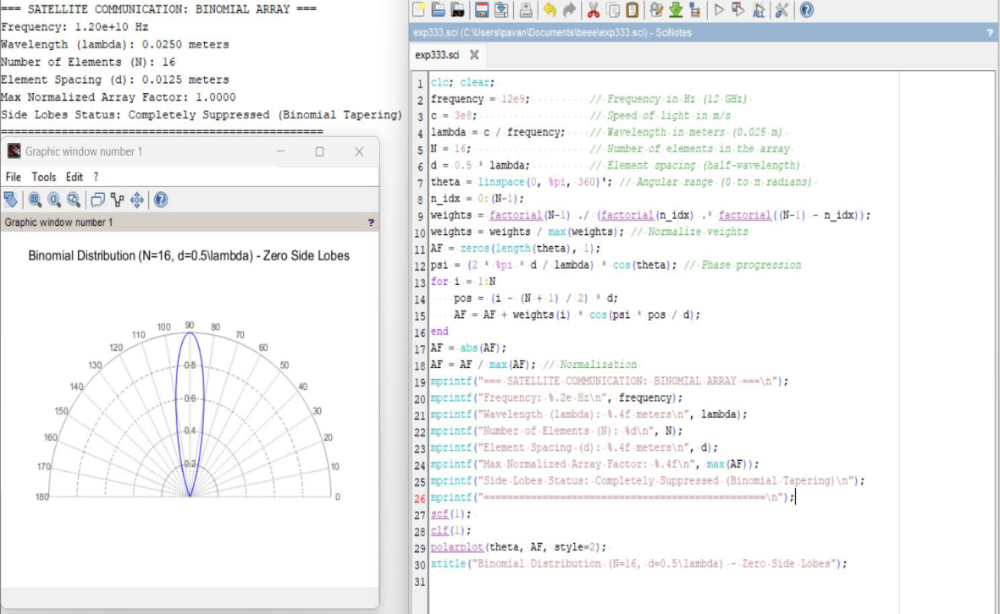 === SATELLITE COMMUNICATION: BINOMIAL ARRAY ===
Frequency: 1.20e+10 Hz
Wavelength (lambda): 0.0250 meters
Number of Elements (N): 16
Element Spacing (d): 0.0125 meters
Max Normalized Array Factor: 1.0000
Side Lobes Status: Completely Suppressed (Binomial Tapering)
================================================
Graphic window number 1
File Tools Edit ?
Graphic window number 1 ?
Binomial Distribution (N=16, d=0.5\lambda) - Zero Side Lobes
90
100 80
110 70
120 60
130 50
140 40
150 30
160 20
170 10
180 0
0.8
0.6
0.4
0.2
exp333.sci (C:\Users\pavan\Documents\beee\exp333.sci) - SciNotes ?
exp333.sci
1 clc; clear;
2 frequency = 12e9; // Frequency in Hz (12 GHz)
3 c = 3e8; // Speed of light in m/s
4 lambda = c / frequency; // Wavelength in meters (0.025 m)
5 N = 16; // Number of elements in the array
6 d = 0.5 * lambda; // Element spacing (half-wavelength)
7 theta = linspace(0, %pi, 360)'; // Angular range (0 to π radians)
8 n_idx = 0:(N-1);
9 weights = factorial(N-1) ./ (factorial(n_idx) .* factorial((N-1) - n_idx));
10 weights = weights / max(weights); // Normalize weights
11 AF = zeros(length(theta), 1);
12 psi = (2 * %pi * d / lambda) * cos(theta); // Phase progression
13 for i = 1:N
14 pos = (i - (N + 1) / 2) * d;
15 AF = AF + weights(i) * cos(psi * pos / d);
16 end
17 AF = abs(AF);
18 AF = AF / max(AF); // Normalization
19 mprintf("=== SATELLITE COMMUNICATION: BINOMIAL ARRAY ===\n");
20 mprintf("Frequency: %.2e Hz\n", frequency);
21 mprintf("Wavelength (lambda): %.4f meters\n", lambda);
22 mprintf("Number of Elements (N): %d\n", N);
23 mprintf("Element Spacing (d): %.4f meters\n", d);
24 mprintf("Max Normalized Array Factor: %.4f\n", max(AF));
25 mprintf("Side Lobes Status: Completely Suppressed (Binomial Tapering)\n");
26 mprintf("================================================\n");
27 scf(1);
28 clf(1);
29 polarplot(theta, AF, style=2);
30 xtitle("Binomial Distribution (N=16, d=0.5\lambda) - Zero Side Lobes");
31